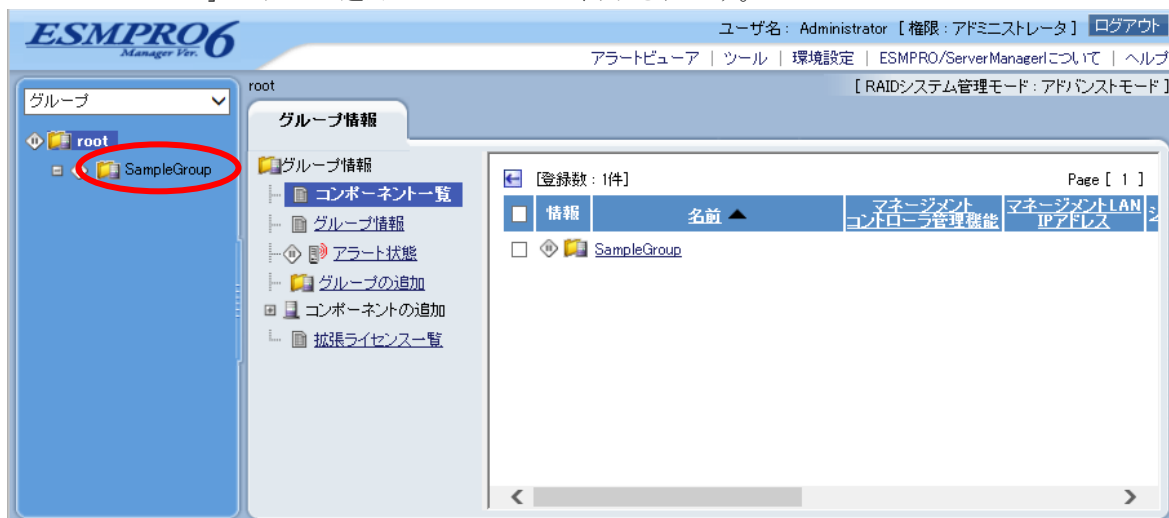 ESMPRO6
Manager Ver.
ユーザ名： Administrator [ 権限：アドミニストレータ ] ログアウト
アラートビューア | ツール | 環境設定 | ESMPRO/ServerManagerについて | ヘルプ
グループ
root
SampleGroup
root
[ RAIDシステム管理モード：アドバンストモード ]
グループ情報
グループ情報
コンポーネント一覧
グループ情報
アラート状態
グループの追加
コンポーネントの追加
拡張ライセンス一覧
[登録数：1件]
Page [ 1 ]
情報 名前 ▲ マネージメント コントローラ管理機能 マネージメントLAN IPアドレス
SampleGroup